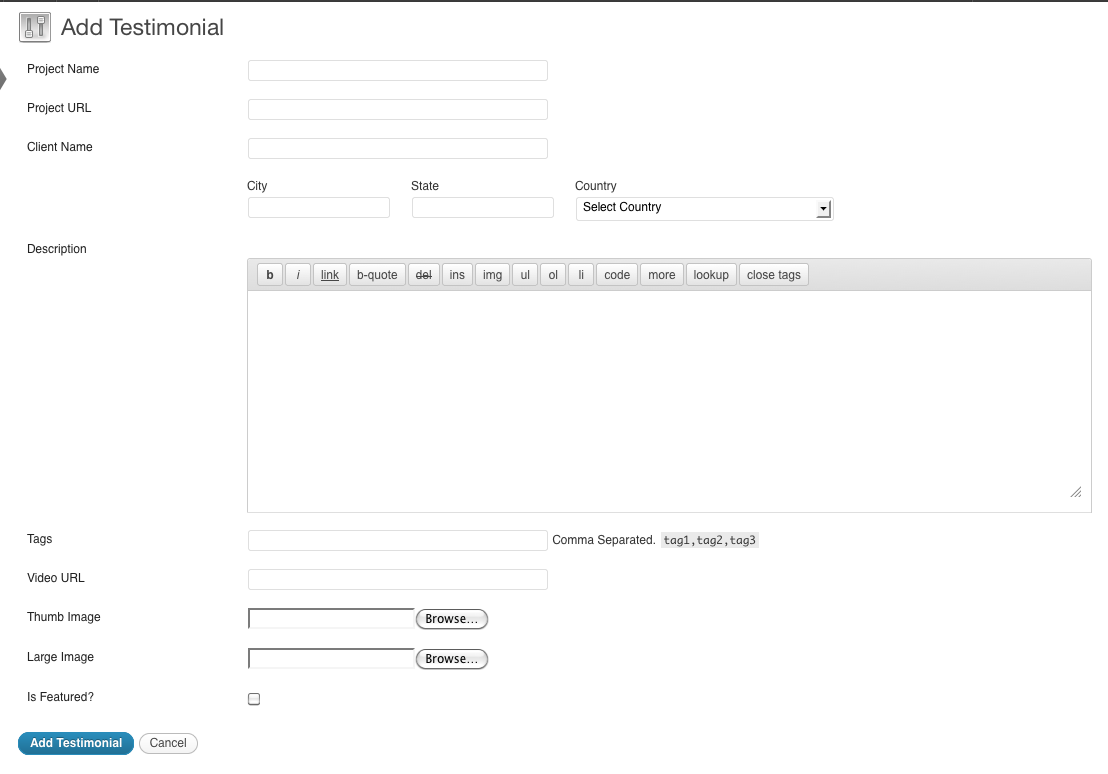 Add Testimonial
Project Name
Project URL
Client Name
City State Country
Select Country
Description
b i link b-quote del ins img ul ol li code more lookup close tags
Tags Comma Separated. tag1,tag2,tag3
Video URL
Thumb Image Browse...
Large Image Browse...
Is Featured?
Add Testimonial Cancel